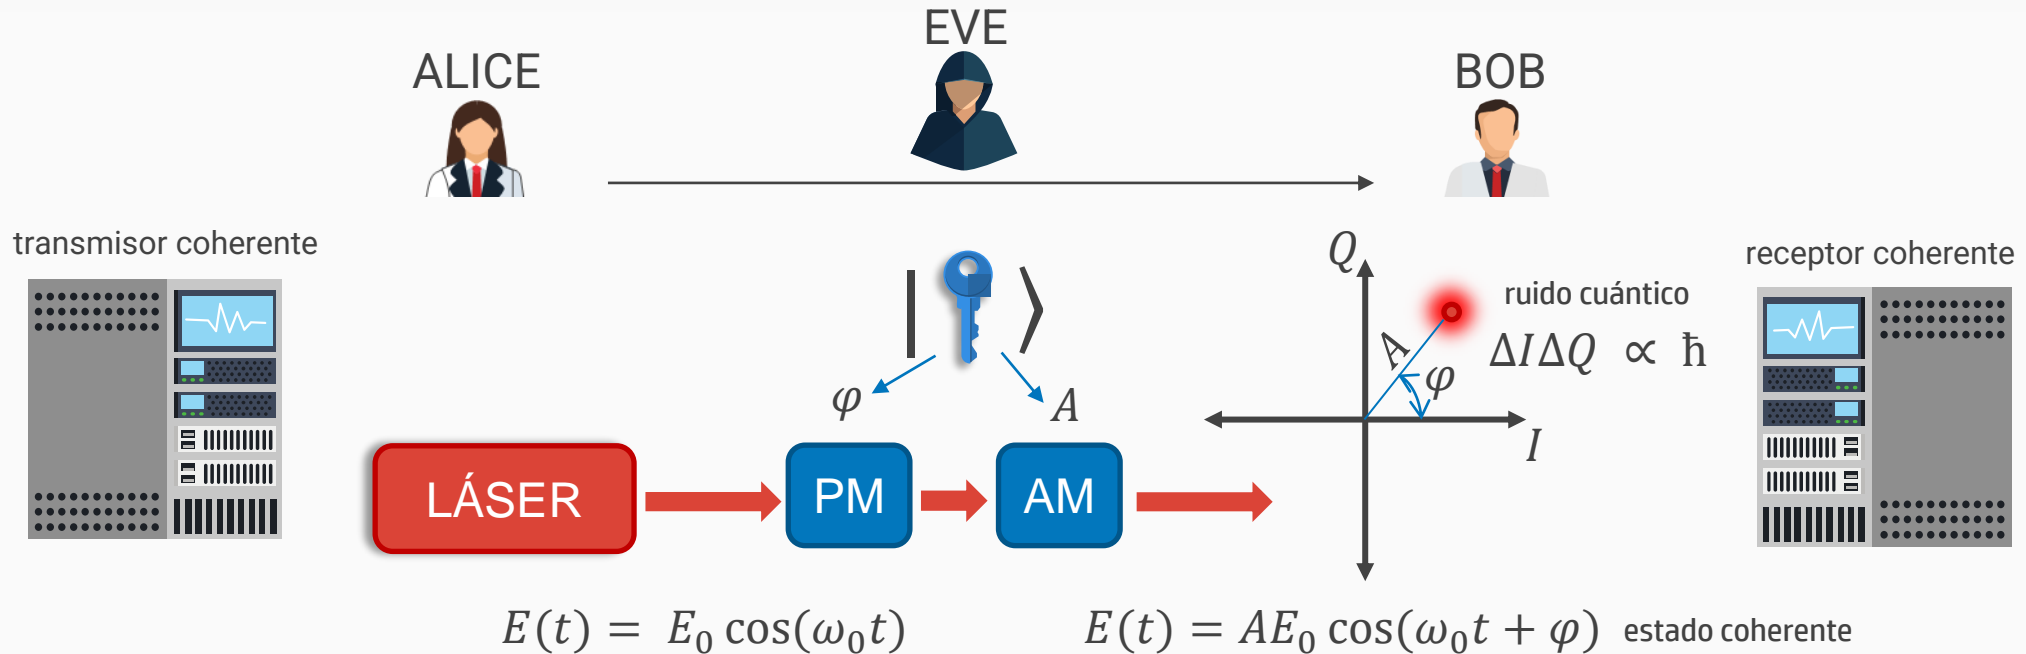 EVE
ALICE
BOB
transmisor coherente
receptor coherente
Q
ruido cuántico
A
φ
ΔIΔQ ∝ ħ
φ
A
I
LÁSER
PM
AM
E(t) = E₀ cos(ω₀t)
E(t) = AE₀ cos(ω₀t + φ) estado coherente